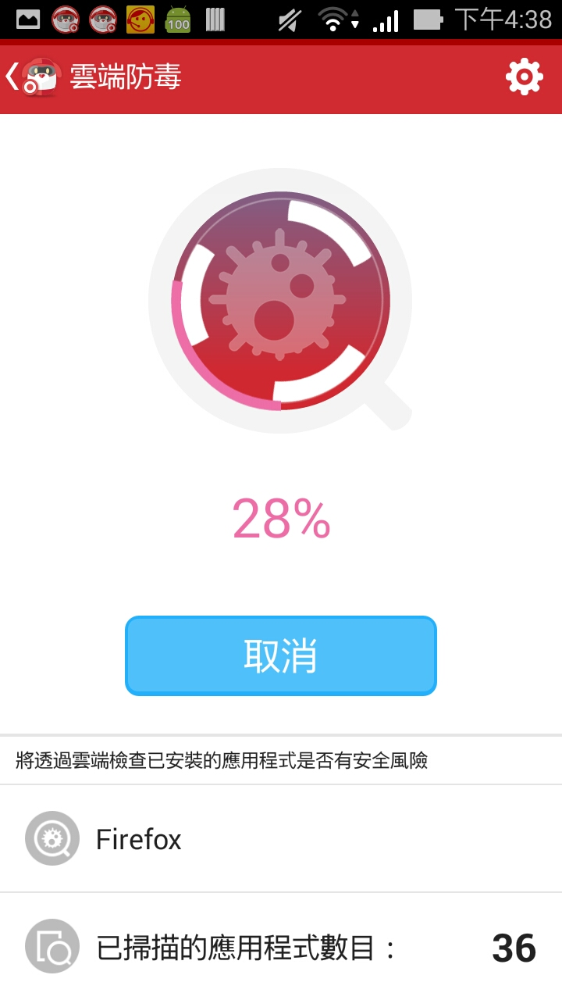 100
下午4:38
雲端防毒
28%
取消
將透過雲端檢查已安裝的應用程式是否有安全風險
Firefox
已掃描的應用程式數目：
36